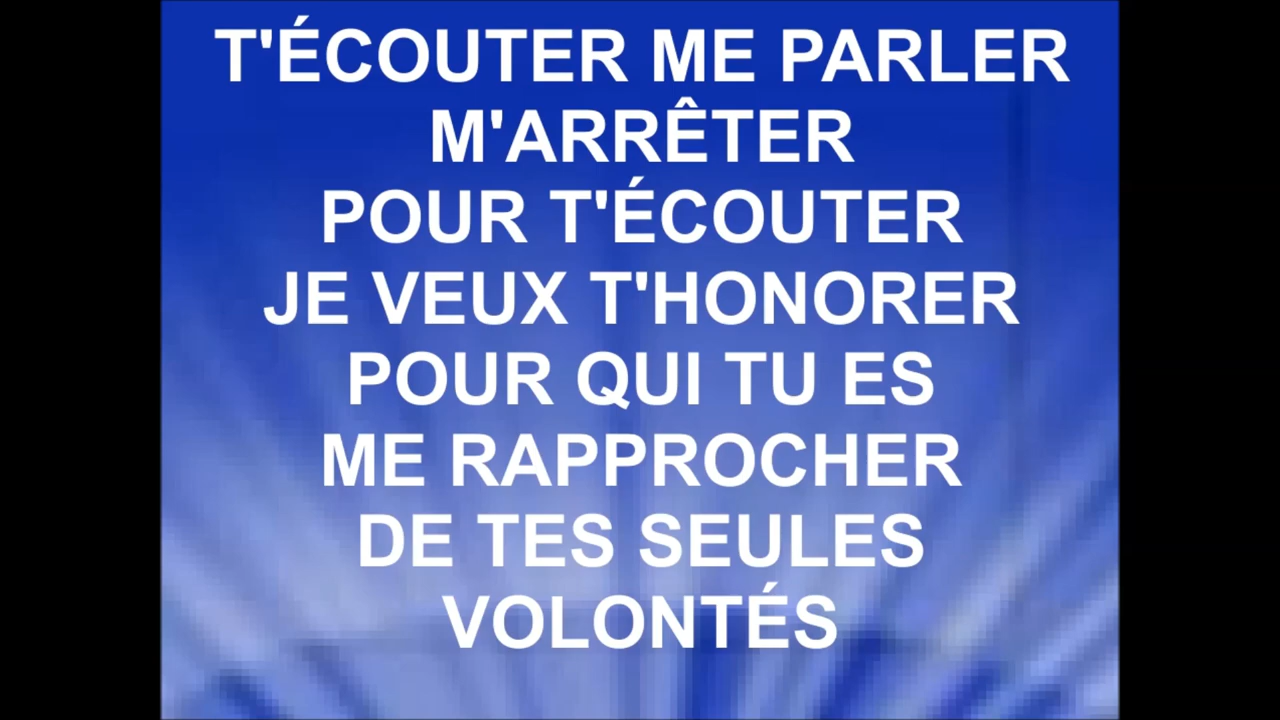 T'ÉCOUTER ME PARLER
M'ARRÊTER
POUR T'ÉCOUTER
JE VEUX T'HONORER
POUR QUI TU ES
ME RAPPROCHER
DE TES SEULES
VOLONTÉS